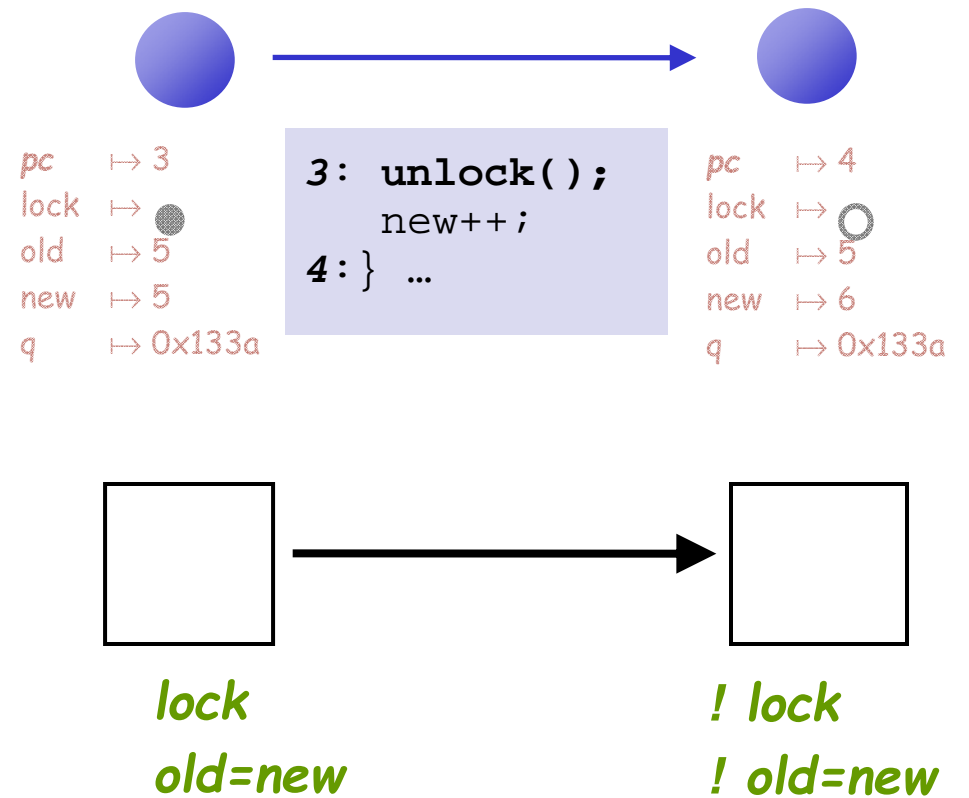 pc ↦ 3
lock ↦
old ↦ 5
new ↦ 5
q ↦ 0x133a
3: unlock();
new++;
4:} …
pc ↦ 4
lock ↦
old ↦ 5
new ↦ 6
q ↦ 0x133a
lock
old=new
! lock
! old=new